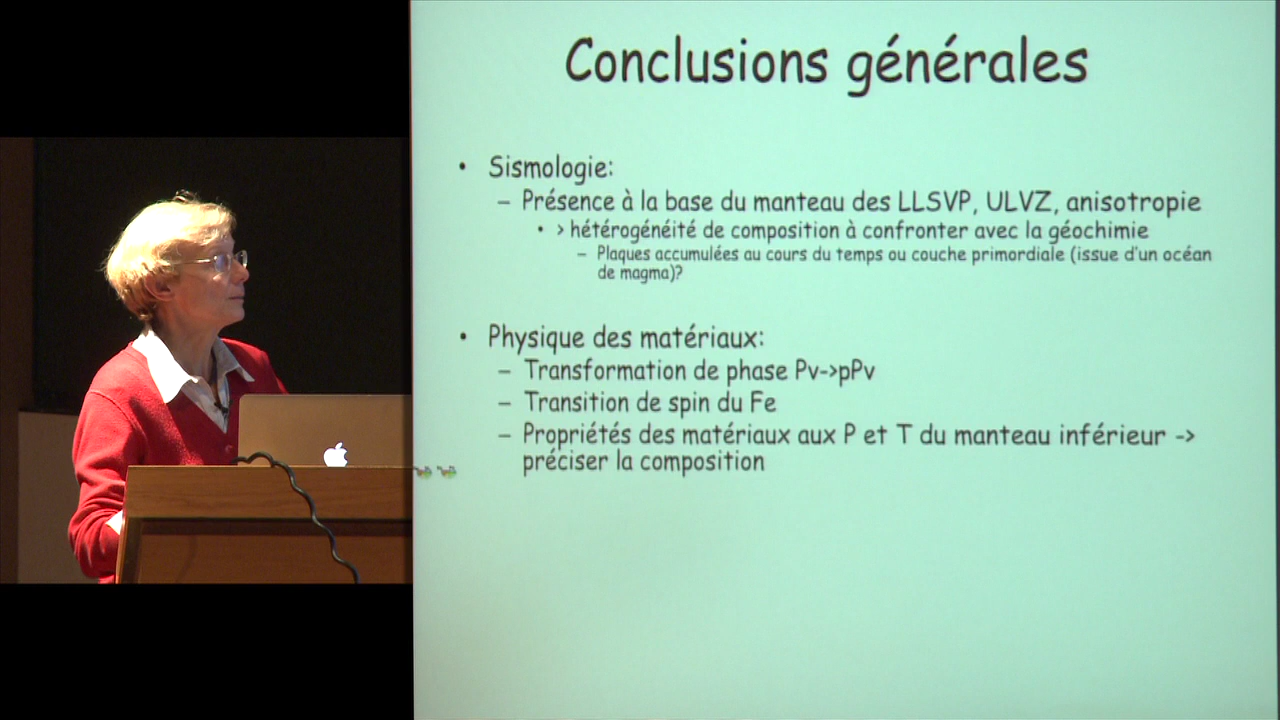 Conclusions générales
• Sismologie:
– Présence à la base du manteau des LLSVP, ULVZ, anisotropie
• > hétérogénéité de composition à confronter avec la géochimie
– Plaques accumulées au cours du temps ou couche primordiale (issue d'un océan
de magma)?
• Physique des matériaux:
– Transformation de phase Pv->pPv
– Transition de spin du Fe
– Propriétés des matériaux aux P et T du manteau inférieur ->
préciser la composition